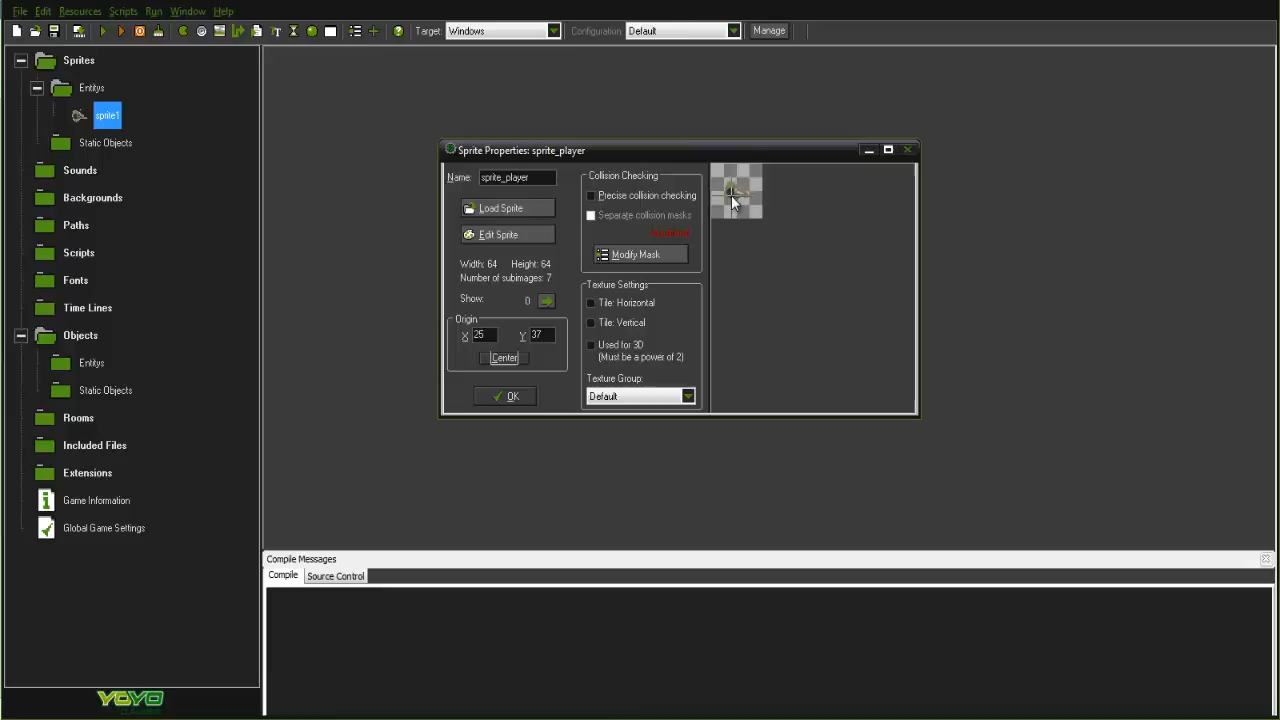 File Edit Resources Scripts Run Window Help
Target: Windows Configuration: Default Manage
Sprites
Entitys
sprite1
Static Objects
Sounds
Backgrounds
Paths
Scripts
Fonts
Time Lines
Objects
Entitys
Static Objects
Rooms
Included Files
Extensions
Game Information
Global Game Settings
YOYO
Sprite Properties: sprite_player
Name: sprite_player
Load Sprite
Edit Sprite
Width: 64 Height: 64
Number of subimages: 7
Show: 0
Origin
X 25 Y 37
Center
OK
Collision Checking
Precise collision checking
Separate collision masks
Modify Mask
Texture Settings
Tile: Horizontal
Tile: Vertical
Used for 3D
(Must be a power of 2)
Texture Group:
Default
Compile Messages
Compile Source Control